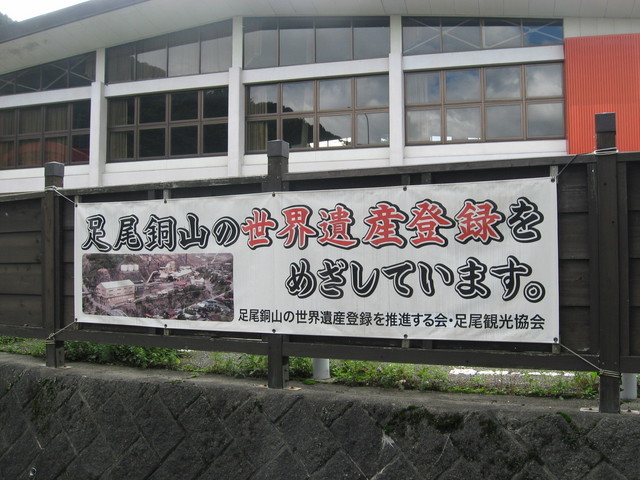 足尾銅山の世界遺産登録を
めざしています。
足尾銅山の世界遺産登録を推進する会・足尾観光協会